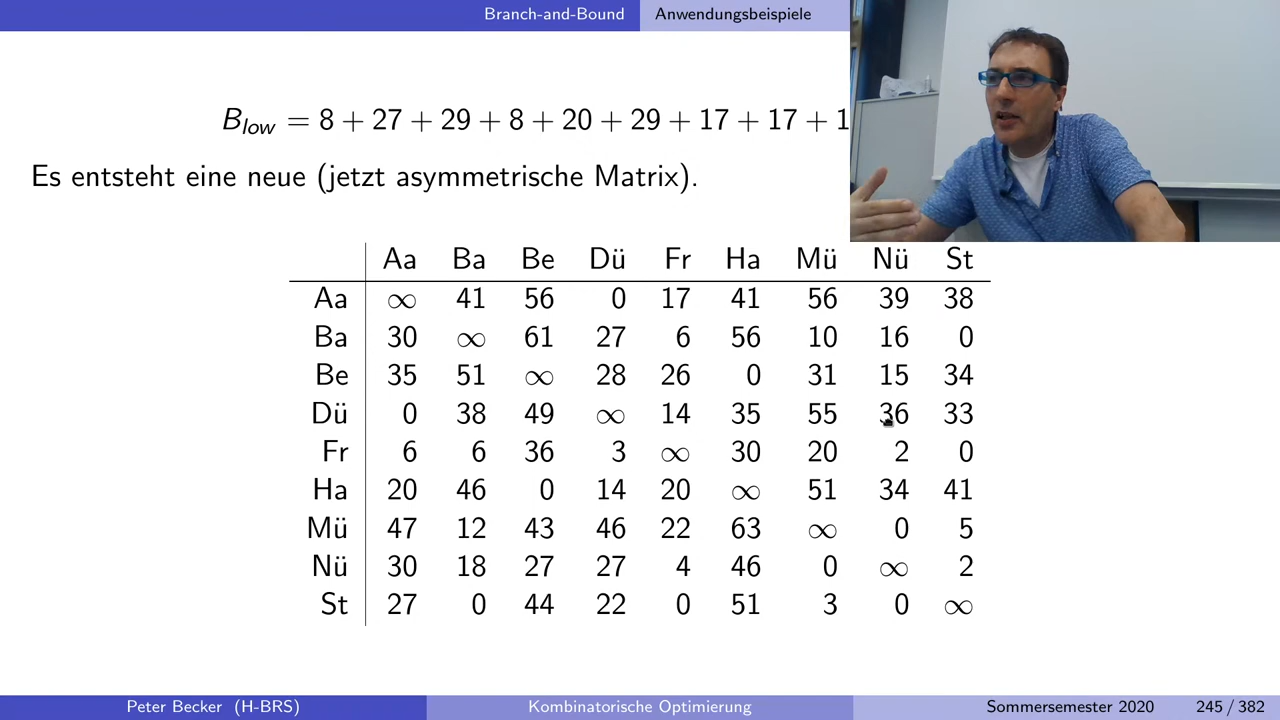 Branch-and-Bound Anwendungsbeispiele
B_low = 8 + 27 + 29 + 8 + 20 + 29 + 17 + 17 + 1
Es entsteht eine neue (jetzt asymmetrische Matrix).
Aa Ba Be Dü Fr Ha Mü Nü St
Aa ∞ 41 56 0 17 41 56 39 38
Ba 30 ∞ 61 27 6 56 10 16 0
Be 35 51 ∞ 28 26 0 31 15 34
Dü 0 38 49 ∞ 14 35 55 36 33
Fr 6 6 36 3 ∞ 30 20 2 0
Ha 20 46 0 14 20 ∞ 51 34 41
Mü 47 12 43 46 22 63 ∞ 0 5
Nü 30 18 27 27 4 46 0 ∞ 2
St 27 0 44 22 0 51 3 0 ∞
Peter Becker (H-BRS) Kombinatorische Optimierung Sommersemester 2020 245 / 382